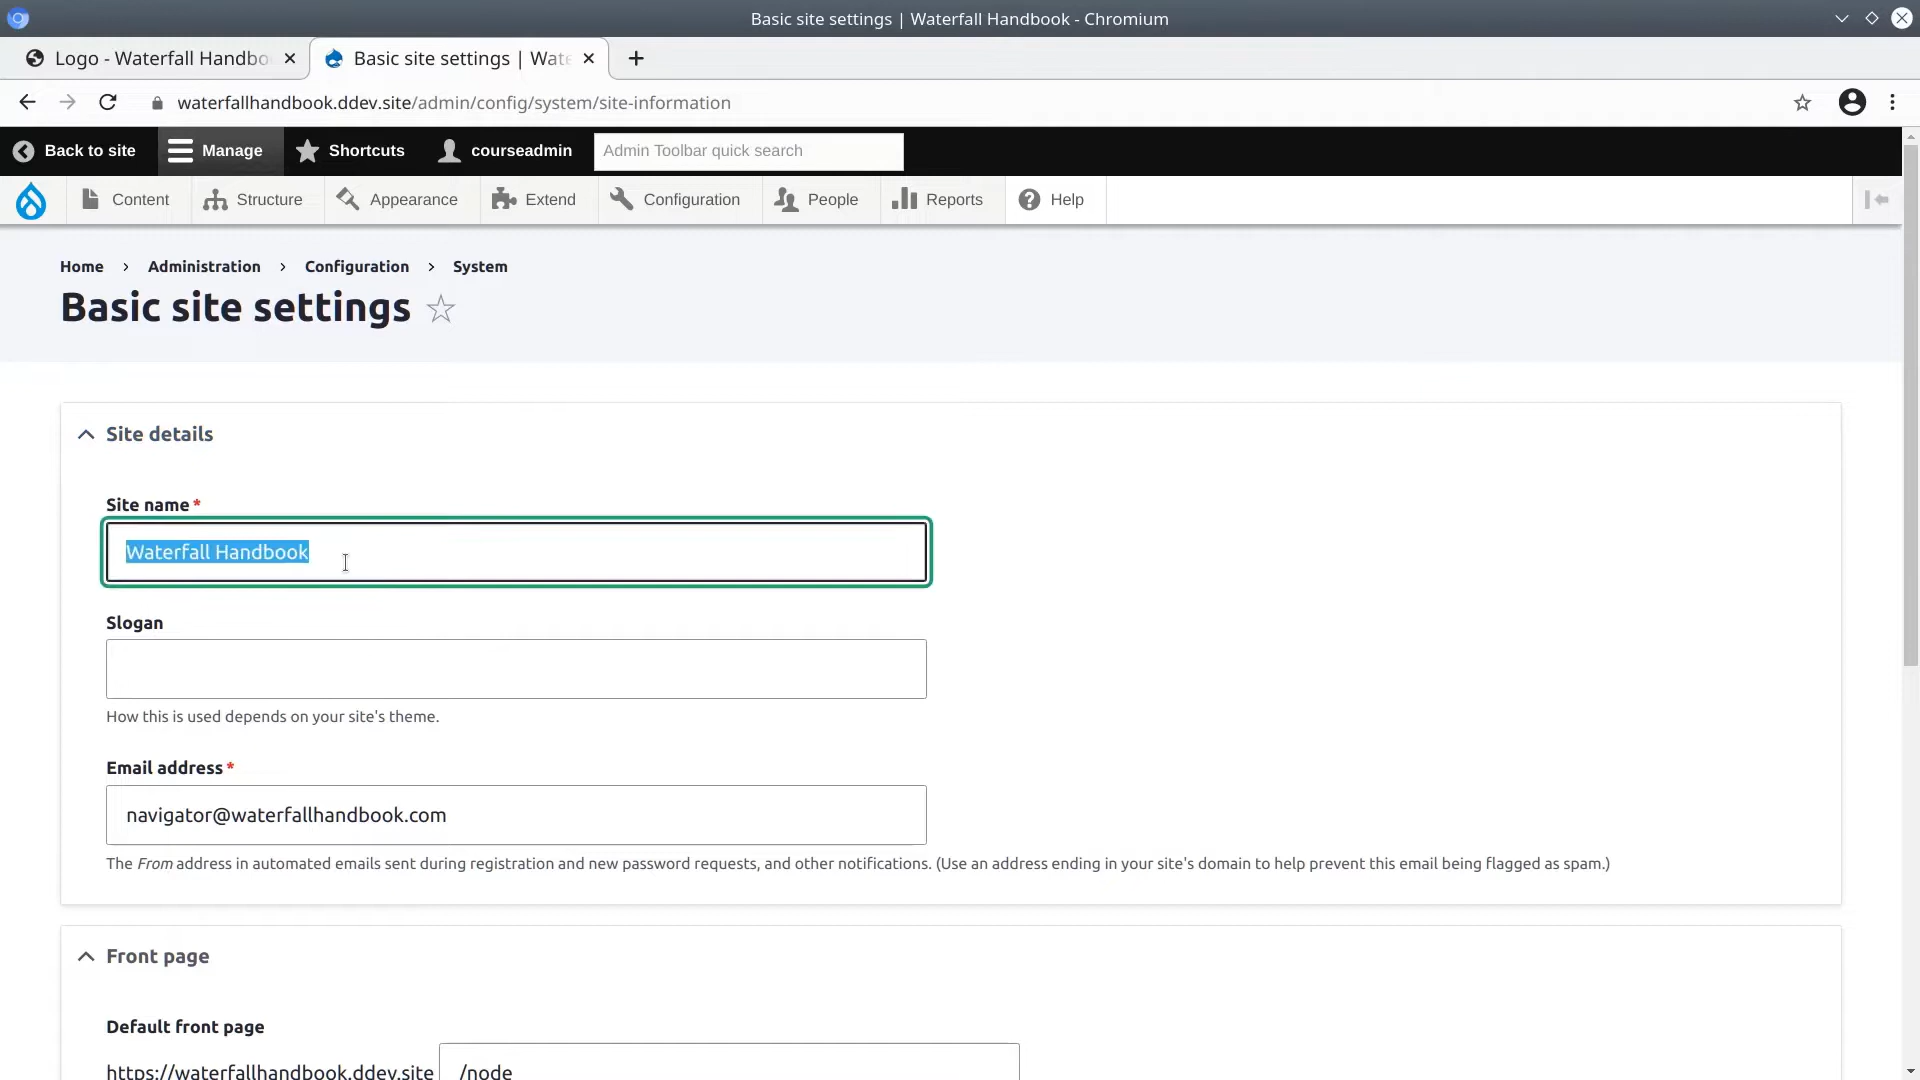 Basic site settings | Waterfall Handbook - Chromium
Logo - Waterfall Handbo
Basic site settings | Wate
waterfallhandbook.ddev.site/admin/config/system/site-information
Back to site
Manage
Shortcuts
courseadmin
Admin Toolbar quick search
Content
Structure
Appearance
Extend
Configuration
People
Reports
Help
Home › Administration › Configuration › System
Basic site settings
Site details
Site name*
Waterfall Handbook
Slogan
How this is used depends on your site's theme.
Email address*
navigator@waterfallhandbook.com
The From address in automated emails sent during registration and new password requests, and other notifications. (Use an address ending in your site's domain to help prevent this email being flagged as spam.)
Front page
Default front page
https://waterfallhandbook.ddev.site /node